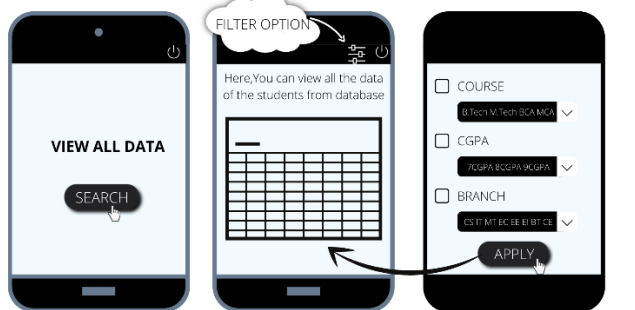 VIEW ALL DATA
SEARCH
FILTER OPTION
Here,You can view all the data
of the students from database
COURSE
B.Tech M.Tech BCA MCA
CGPA
7CGPA 8CGPA 9CGPA
BRANCH
CS IT MT EC EE EI BT CE
APPLY